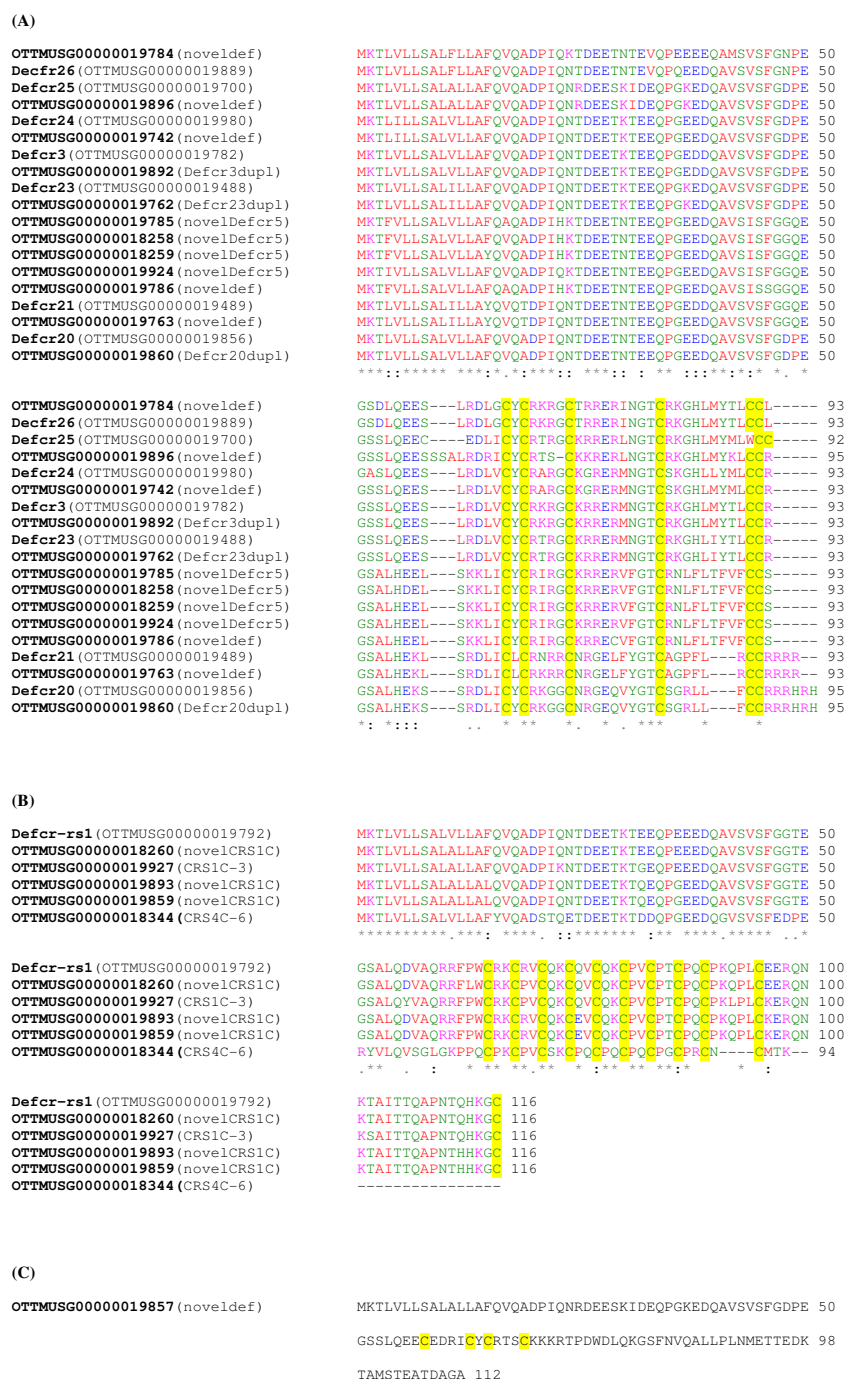 (A)
OTTMUSG00000019784(noveldef) MKTLVLLSALFLLAFQVQADPIQKTDEETNTEVQPEEEEQAMSVSFGNPE 50
Decfr26(OTTMUSG00000019889) MKTLVLLSALVLLAFQVQADPIQNTDEETNTEVQPQEEDQAVSVSFGNPE 50
Defcr25(OTTMUSG00000019700) MKTLVLLSALALLAFQVQADPIQNRDEESKIDEQPGKEDQAVSVSFGDPE 50
OTTMUSG00000019896(noveldef) MKTLVLLSALALLAFQVQADPIQNRDEESKIDEQPGEEDQAVSVSFGDPE 50
Defcr24(OTTMUSG00000019980) MKTLILLSALVLLAFQVQADPIQNTDEETKTEEQPGEEDQAVSVSFGDPE 50
OTTMUSG00000019742(noveldef) MKTLILLSALVLLAFQVQADPIQNTDEETKTEEQPGEEDQAVSVSFGDPE 50
Defcr3(OTTMUSG00000019782) MKTLVLLSALVLLAFQVQADPIQNTDEETKTEEQPGEDDQAVSVSFGDPE 50
OTTMUSG00000019892(Defcr3dupl) MKTLVLLSALVLLAFQVQADPIQNTDEETKTEEQPGEDDQAVSVSFGDPE 50
Defcr23(OTTMUSG00000019488) MKTLVLLSALILLAFQVQADPIQNTDEETKTEEQPGKEDQAVSVSFGDPE 50
OTTMUSG00000019762(Defcr23dupl) MKTLVLLSALILLAFQVQADPIQNTDEETKTEEQPGKEDQAVSVSFGDPE 50
OTTMUSG00000019785(novelDefcr5) MKTFVLLSALVLLAFQAQADPIHKTDEETNTEEQPGEEDQAVSISFGGQE 50
OTTMUSG00000018258(novelDefcr5) MKTFVLLSALVLLAFQVQADPIHKTDEETNTEEQPGEEDQAVSISFGGQE 50
OTTMUSG00000018259(novelDefcr5) MKTFVLLSALVLLAYQVQADPIHKTDEETNTEEQPGEEDQAVSISFGGQE 50
OTTMUSG00000019924(novelDefcr5) MKTIVLLSALVLLAFQVQADPIQKTDEETNTEEQPGEEDQAVSISFGGQE 50
OTTMUSG00000019786(noveldef) MKTFVLLSALVLLAFQAQADPIHKTDEETNTEEQPGEEDQAVSISSGGQE 50
Defcr21(OTTMUSG00000019489) MKTLVLLSALILLAYQVQTDPIQNTDEETNTEEQPGEDDQAVSVSFGGQE 50
OTTMUSG00000019763(noveldef) MKTLVLLSALILLAYQVQTDPIQNTDEETNTEEQPGEEDQAVSVSFGGQE 50
Defcr20(OTTMUSG00000019856) MKTLVLLSALVLLAFQVQADPIQNTDEETNTEEQPGEEDQAVSVSFGDPE 50
OTTMUSG00000019860(Defcr20dupl) MKTLVLLSALVLLAFQVQADPIQNTDEETNTEEQPGEEDQAVSVSFGDPE 50
***::***** ***:*.*:***:: ***:: :: ** :::**:*:* *. *
OTTMUSG00000019784(noveldef) GSDLQEES---LRDLGCYCRKRGCTRRERINGTCRKGHLMYTLCCL----- 93
Decfr26(OTTMUSG00000019889) GSDLQEES---LRDLGCYCRKRGCTRRERINGTCRKGHLMYTLCCL----- 93
Defcr25(OTTMUSG00000019700) GSSLQEEC---EDLICYCRTRGCKRRERLNGTCRKGHLMYMLWCC----- 92
OTTMUSG00000019896(noveldef) GSSLQEESSSALRDRICYCRTS-CKKRERLNGTCRKGHLMYKLCCR----- 95
Defcr24(OTTMUSG00000019980) GASLQEES---LRDLVCYCRARGCKGRERMNGTCSKGHLLYMLCCR----- 93
OTTMUSG00000019742(noveldef) GSSLQEES---LRDLVCYCRARGCKGRERMNGTCSKGHLMYMLCCR----- 93
Defcr3(OTTMUSG00000019782) GSSLQEES---LRDLVCYCRKRGCKRRERMNGTCRKGHLMYTLCCR----- 93
OTTMUSG00000019892(Defcr3dupl) GSSLQEES---LRDLVCYCRKRGCKRRERMNGTCRKGHLMYTLCCR----- 93
Defcr23(OTTMUSG00000019488) GSSLQEES---LRDLVCYCRTRGCKRRERMNGTCRKGHLIYTLCCR----- 93
OTTMUSG00000019762(Defcr23dupl) GSSLQEES---LRDLVCYCRTRGCKRRERMNGTCRKGHLIYTLCCR----- 93
OTTMUSG00000019785(novelDefcr5) GSALHEEL---SKKLICYCRIRGCKRRERVFGTCRNLFLTFVFCCS----- 93
OTTMUSG00000018258(novelDefcr5) GSALHDEL---SKKLICYCRIRGCKRRERVFGTCRNLFLTFVFCCS----- 93
OTTMUSG00000018259(novelDefcr5) GSALHEEL---SKKLICYCRIRGCKRRERVFGTCRNLFLTFVFCCS----- 93
OTTMUSG00000019924(novelDefcr5) GSALHEEL---SKKLICYCRIRGCKRRERVFGTCRNLFLTFVFCCS----- 93
OTTMUSG00000019786(noveldef) GSALHEEL---SKKLICYCRIRGCKRRECVFGTCRNLFLTFVFCCS----- 93
Defcr21(OTTMUSG00000019489) GSALHEKL---SRDLICLCRNRRCNRGELFYGTCAGPFL---RCCRRRR-- 93
OTTMUSG00000019763(noveldef) GSALHEKL---SRDLICLCRKRRCNRGELFYGTCAGPFL---RCCRRRR-- 93
Defcr20(OTTMUSG00000019856) GSALHEKS---SRDLICYCRKGGCNRGEQVYGTCSGRLL---FCCRRRHRH 95
OTTMUSG00000019860(Defcr20dupl) GSALHEKS---SRDLICYCRKGGCNRGEQVYGTCSGRLL---FCCRRRHRH 95
*: *::: .. * ** *. * . *** * *
(B)
Defcr-rs1(OTTMUSG00000019792) MKTLVLLSALVLLAFQVQADPIQNTDEETKTEEQPEEEDQAVSVSFGGTE 50
OTTMUSG00000018260(novelCRS1C) MKTLVLLSALVLLAFQVQADPIQNTDEETKTEEQPGEEDQAVSVSFGGTE 50
OTTMUSG00000019927(CRS1C-3) MKTLVLLSALVLLAFQVQADPIKNTDEETKTGEQPEEEDQAVSVSFGGTE 50
OTTMUSG00000019893(novelCRS1C) MKTLVLLSALALLALQVQADPIQNTDEETKTQEQPGEEDQAVSVSFGGTE 50
OTTMUSG00000019859(novelCRS1C) MKTLVLLSALALLALQVQADPIQNTDEETKTQEQPGEEDQAVSVSFGGTE 50
OTTMUSG00000018344(CRS4C-6) MKTLVLLSALVLLAFYVQADSTQETDEETKTDDQPGEEDQGVSVSFEDPE 50
**********.***: ****. ::******* :** ****.***** ..*
Defcr-rs1(OTTMUSG00000019792) GSALQDVAQRRFPWCRKCRVCQKCQVCQKCPVCPTCPQCPKQPLCEERQN 100
OTTMUSG00000018260(novelCRS1C) GSALQDVAQRRFLWCRKCPVCQKCQVCQKCPVCPTCPQCPKQPLCKERQN 100
OTTMUSG00000019927(CRS1C-3) GSALQYVAQRRFPWCRKCPVCQKCQVCQKCPVCPTCPQCPKLPLCKERQN 100
OTTMUSG00000019893(novelCRS1C) GSALQDVAQRRFPWCRKCRVCQKCEVCQKCPVCPTCPQCPKQPLCKERQN 100
OTTMUSG00000019859(novelCRS1C) GSALQDVAQRRFLWCRKCRVCQKCEVCQKCPVCPTCPQCPKQPLCKERQN 100
OTTMUSG00000018344(CRS4C-6) RYVLQVSGLGKPPQCPKCPVCSKCPQCPQCPQCPGCPRCN----CMTK-- 94
.** . : * ** **.** *:** ** **:* * :
Defcr-rs1(OTTMUSG00000019792) KTAITTQAPNTQHKGC 116
OTTMUSG00000018260(novelCRS1C) KTAITTQAPNTQHKGC 116
OTTMUSG00000019927(CRS1C-3) KSAITTQAPNTQHKGC 116
OTTMUSG00000019893(novelCRS1C) KTAITTQAPNTHHKGC 116
OTTMUSG00000019859(novelCRS1C) KTAITTQAPNTHHKGC 116
OTTMUSG00000018344(CRS4C-6) ----------------
(C)
OTTMUSG00000019857(noveldef) MKTLVLLSALALLAFQVQADPIQNRDEESKIDEQPGKEDQAVSVSFGDPE 50
GSSLQEECEDRICYCRTSCKKKRTPDWDLQKGSFNVQALLPLNMETTEDK 98
TAMSTEATDAGA 112